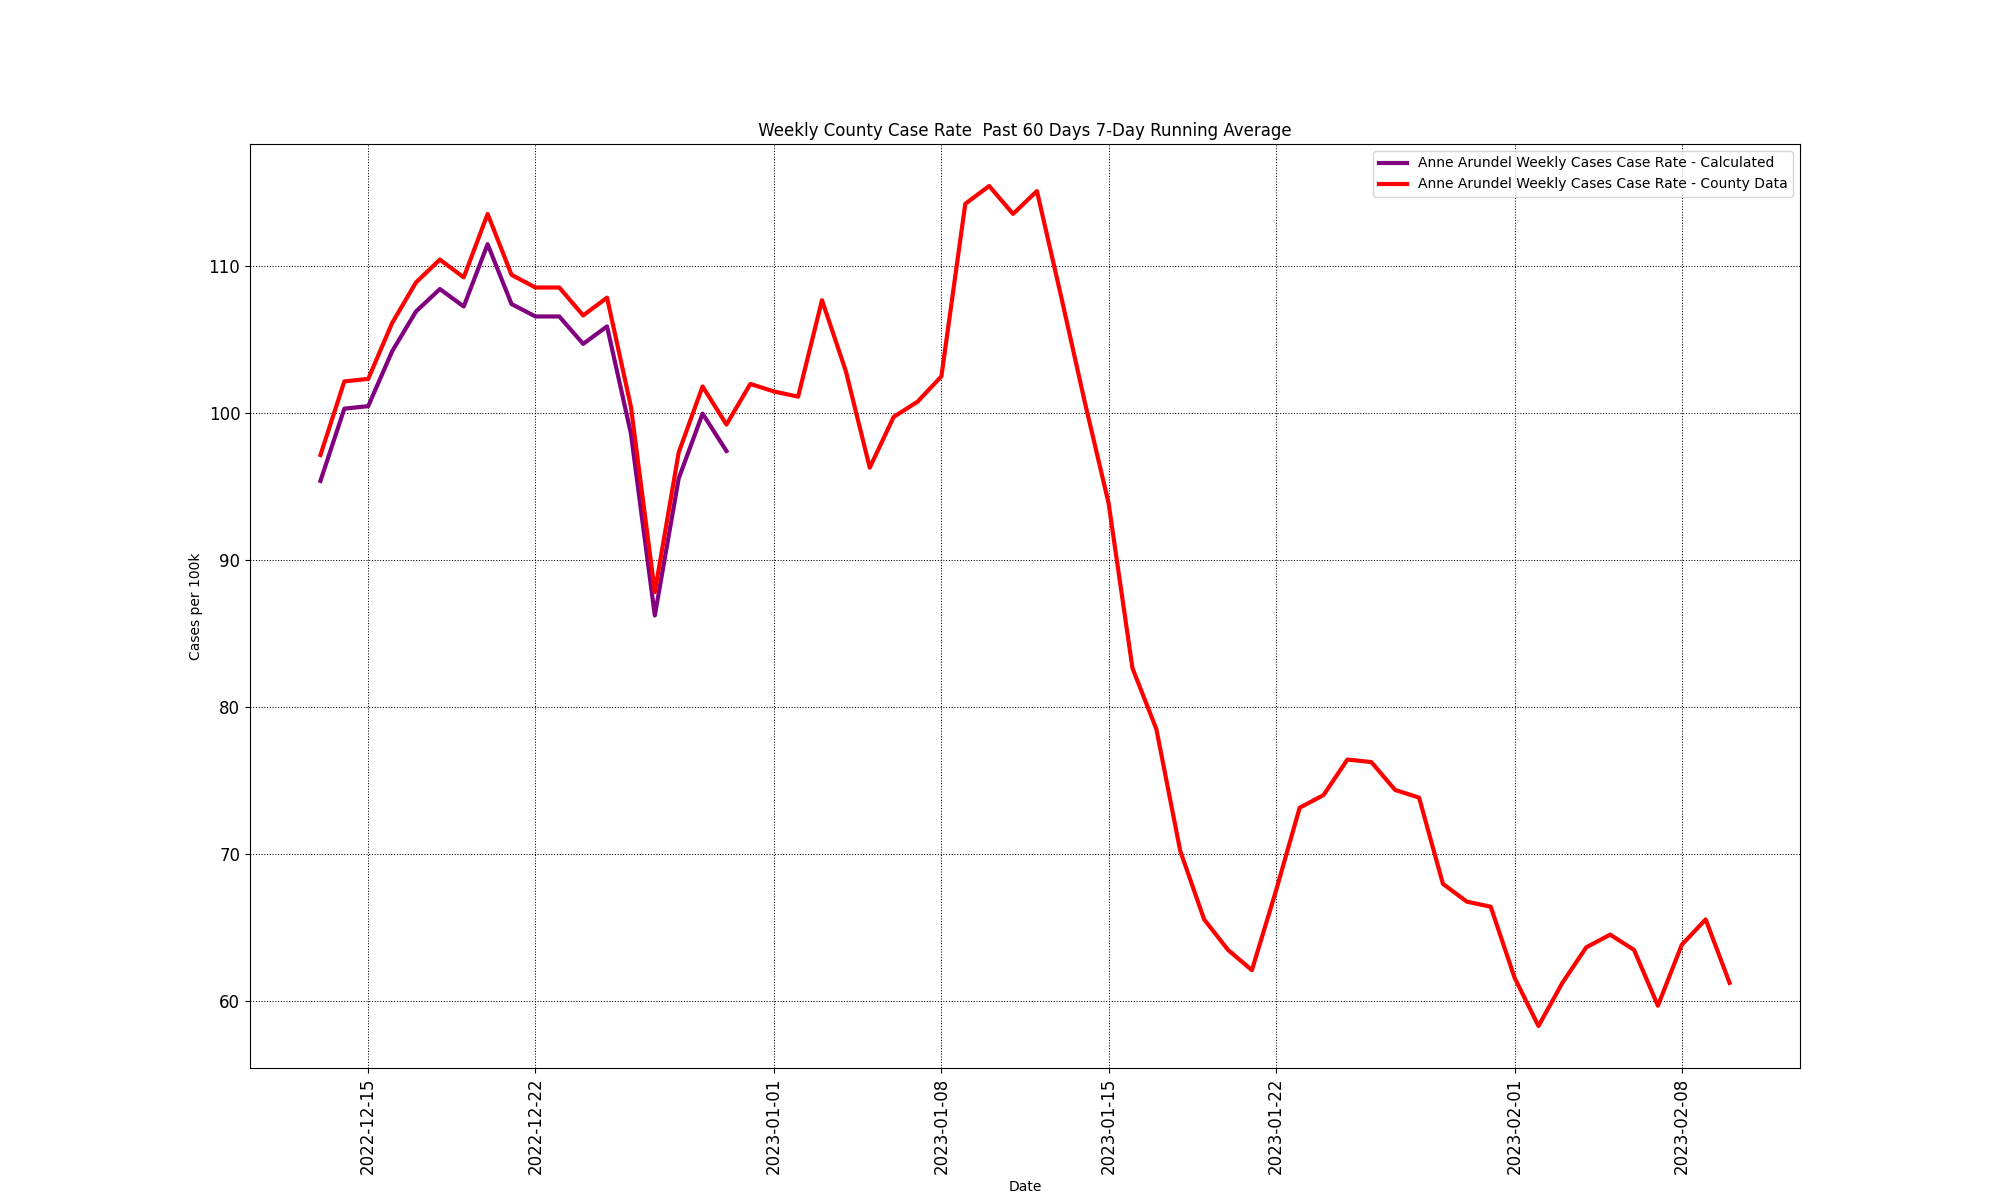 Weekly County Case Rate  Past 60 Days 7-Day Running Average
Anne Arundel Weekly Cases Case Rate - Calculated
Anne Arundel Weekly Cases Case Rate - County Data
Cases per 100k
110
100
90
80
70
60
2022-12-15
2022-12-22
2023-01-01
2023-01-08
2023-01-15
2023-01-22
2023-02-01
2023-02-08
Date